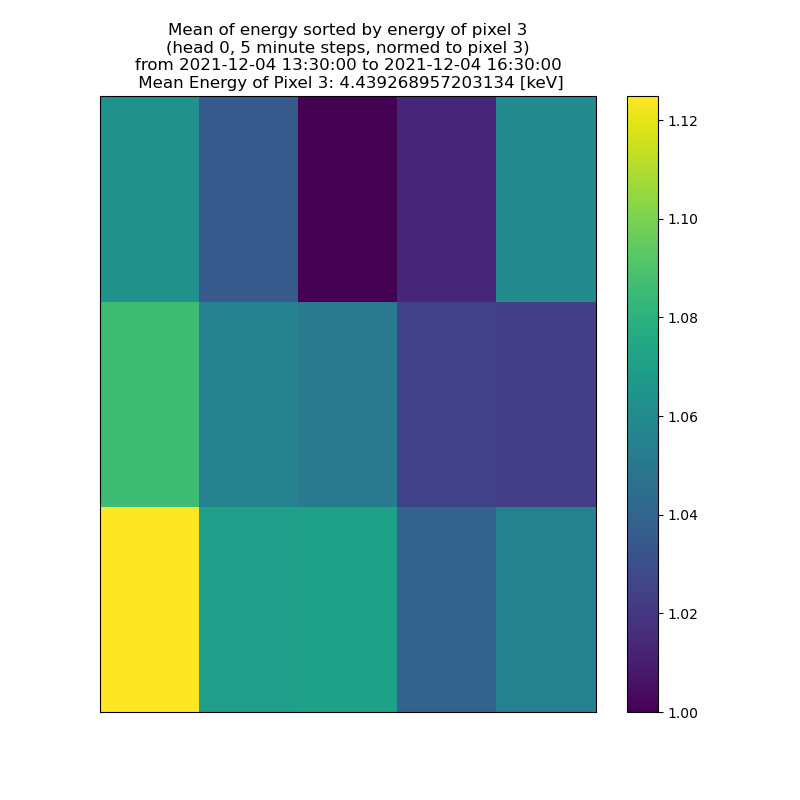 Mean of energy sorted by energy of pixel 3
(head 0, 5 minute steps, normed to pixel 3)
from 2021-12-04 13:30:00 to 2021-12-04 16:30:00
Mean Energy of Pixel 3: 4.439268957203134 [keV]
1.12
1.10
1.08
1.06
1.04
1.02
1.00